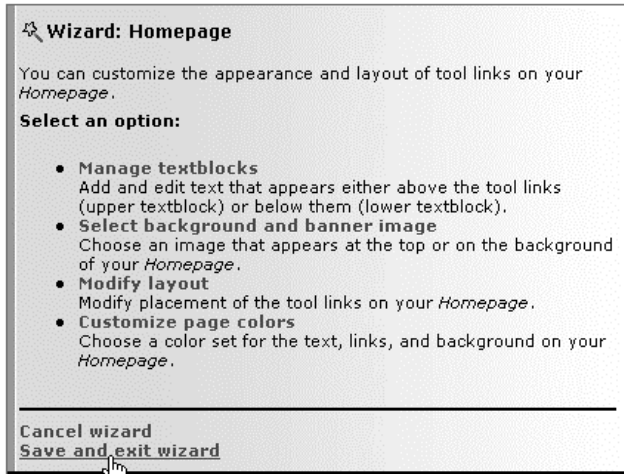 Wizard: Homepage
You can customize the appearance and layout of tool links on your
Homepage.
Select an option:
• Manage textblocks
Add and edit text that appears either above the tool links
(upper textblock) or below them (lower textblock).
• Select background and banner image
Choose an image that appears at the top or on the background
of your Homepage.
• Modify layout
Modify placement of the tool links on your Homepage.
• Customize page colors
Choose a color set for the text, links, and background on your
Homepage.
Cancel wizard
Save and exit wizard